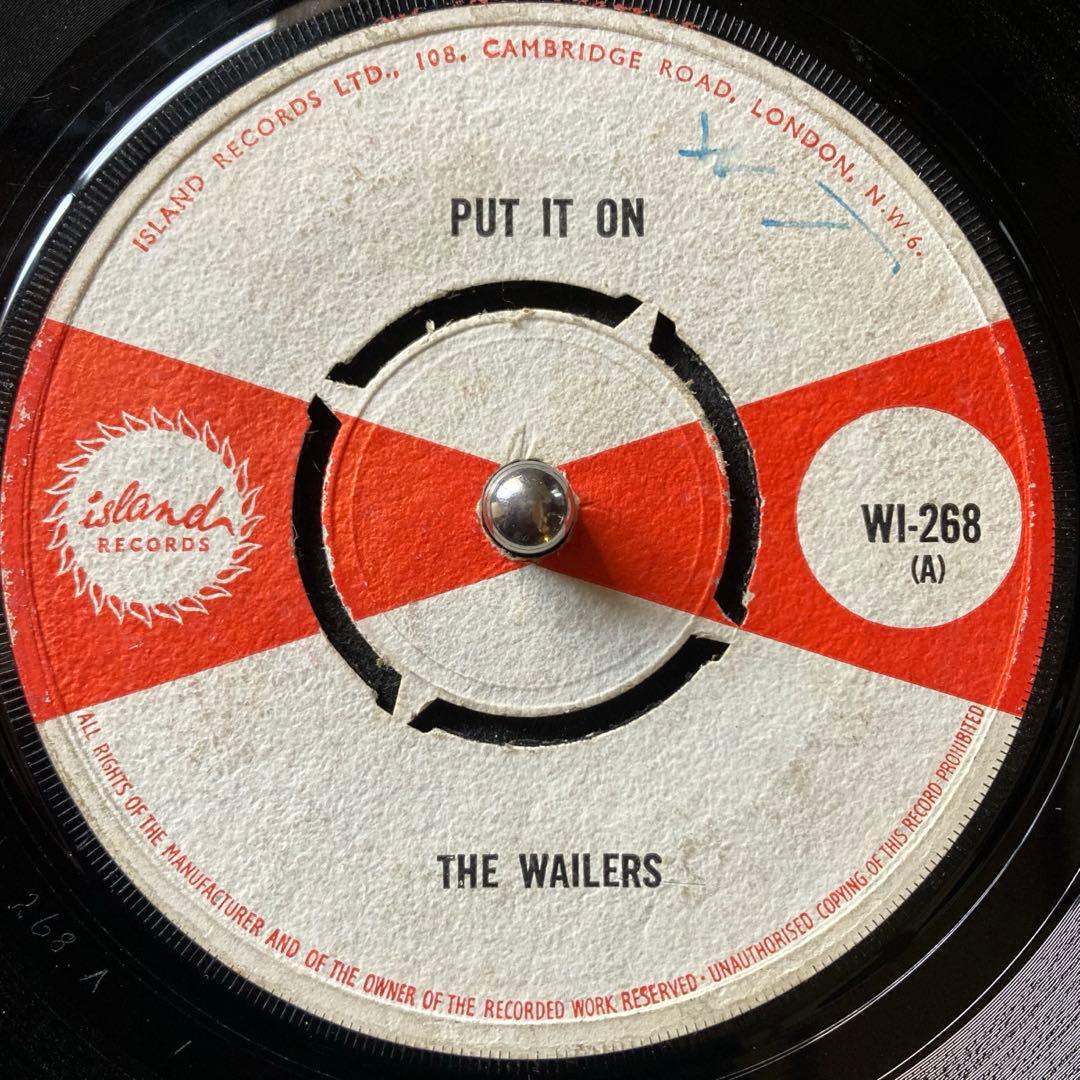 ISLAND RECORDS LTD., 108, CAMBRIDGE ROAD, LONDON, N.W.6.
PUT IT ON
island
RECORDS
WI-268
(A)
THE WAILERS
ALL RIGHTS OF THE MANUFACTURER AND OF THE OWNER OF THE RECORDED WORK RESERVED · UNAUTHORISED COPYING OF THIS RECORD PROHIBITED
268.1